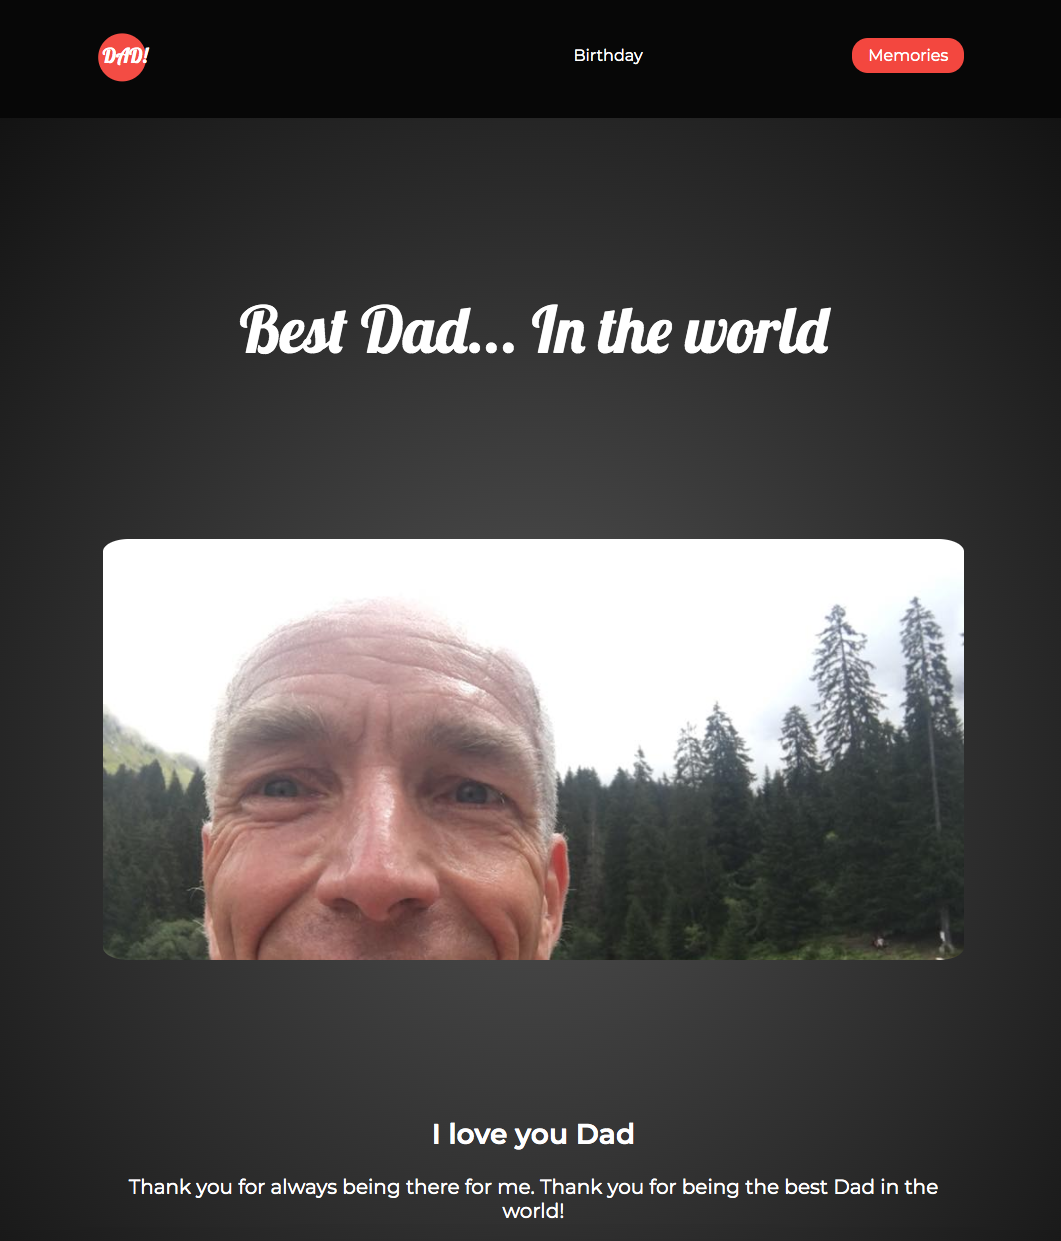 DAD!
Birthday
Memories
Best Dad... In the world
I love you Dad
Thank you for always being there for me. Thank you for being the best Dad in the
world!